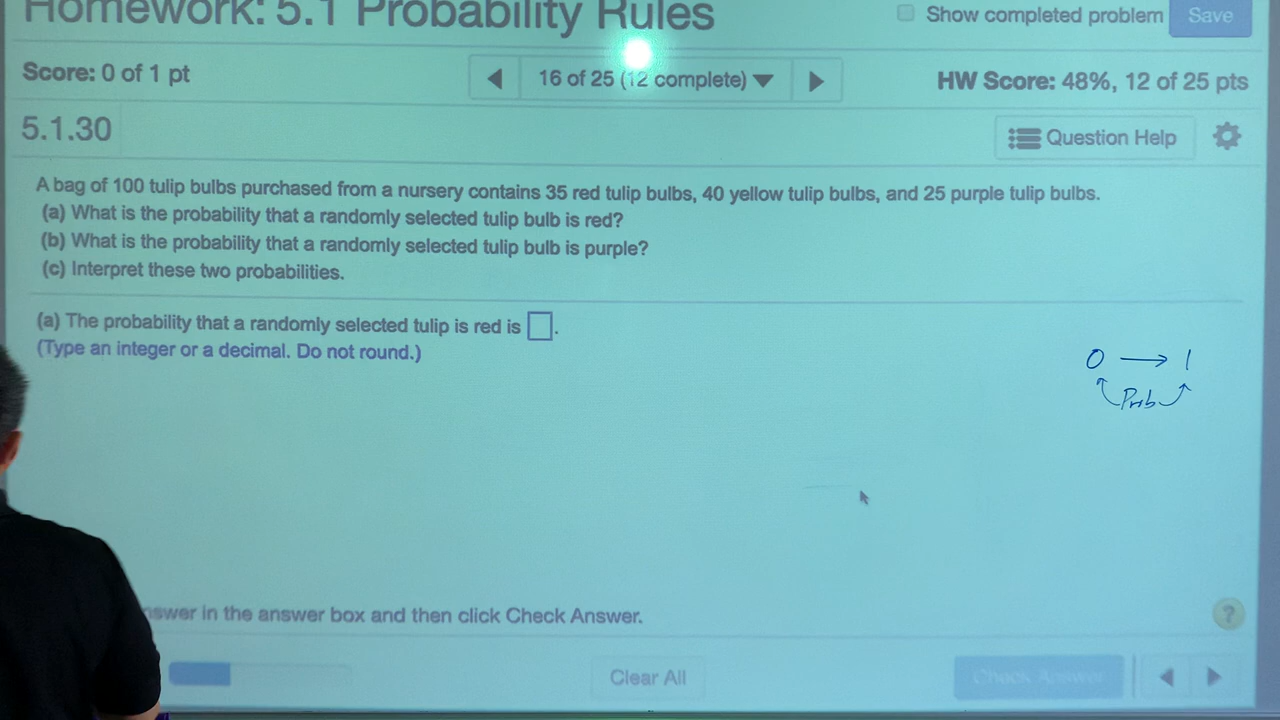 Homework: 5.1 Probability Rules
Show completed problem
Save
Score: 0 of 1 pt
16 of 25 (12 complete)
HW Score: 48%, 12 of 25 pts
5.1.30
Question Help
A bag of 100 tulip bulbs purchased from a nursery contains 35 red tulip bulbs, 40 yellow tulip bulbs, and 25 purple tulip bulbs.
(a) What is the probability that a randomly selected tulip bulb is red?
(b) What is the probability that a randomly selected tulip bulb is purple?
(c) Interpret these two probabilities.
(a) The probability that a randomly selected tulip is red is .
(Type an integer or a decimal. Do not round.)
0 → 1
Prob
nswer in the answer box and then click Check Answer.
?
Clear All
Check Answer